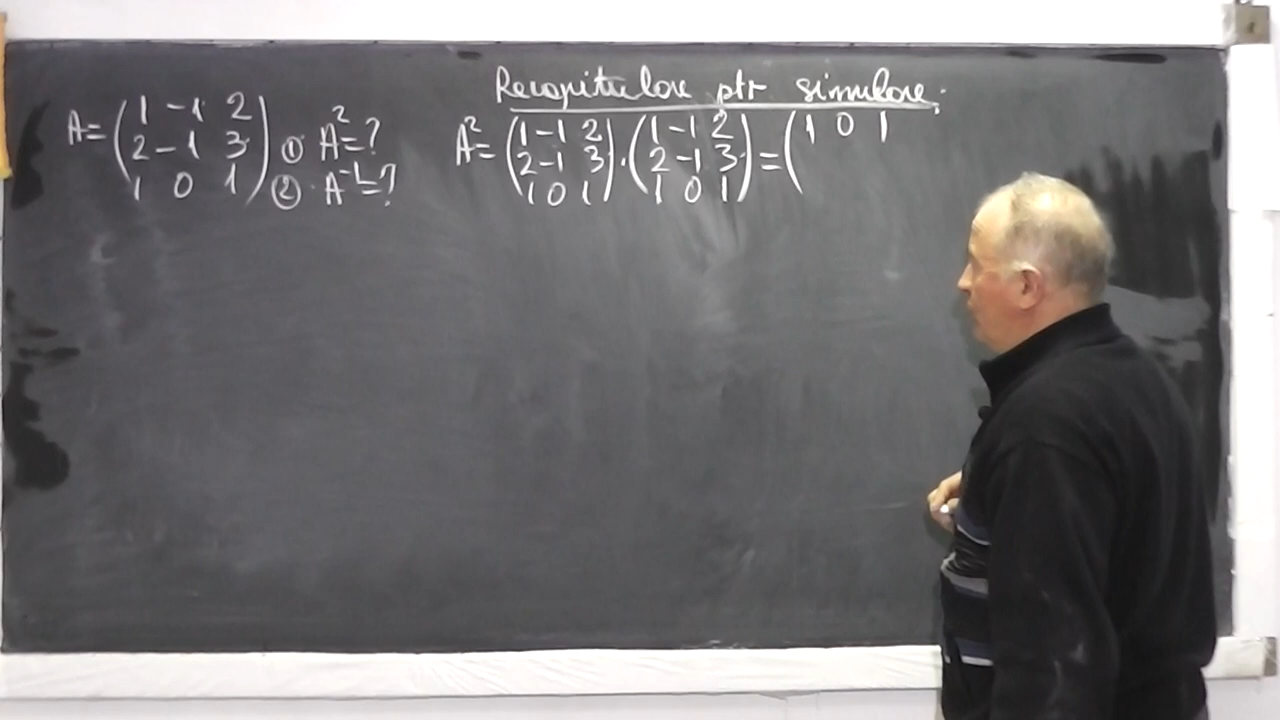 Recapitulare ptr simulare:
A = (1 -1 2
2 -1 3
1 0 1) ① A² = ?
② A⁻¹ = ?
A² = (1 -1 2
2 -1 3
1 0 1) · (1 -1 2
2 -1 3
1 0 1) = (1 0 1